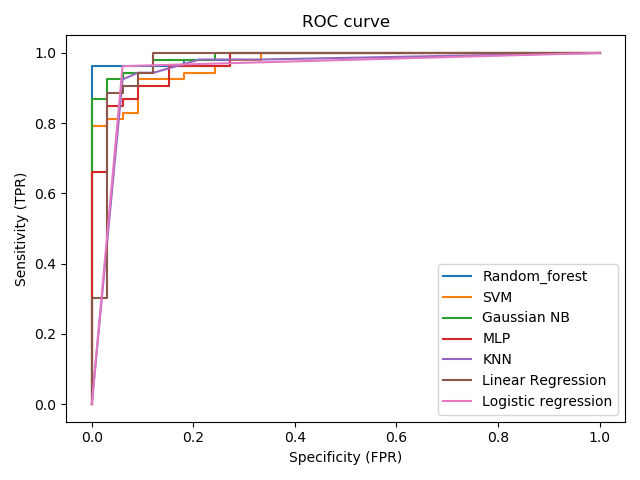 ROC curve
Sensitivity (TPR)
1.0
0.8
0.6
0.4
0.2
0.0
Random_forest
SVM
Gaussian NB
MLP
KNN
Linear Regression
Logistic regression
0.0 0.2 0.4 0.6 0.8 1.0
Specificity (FPR)